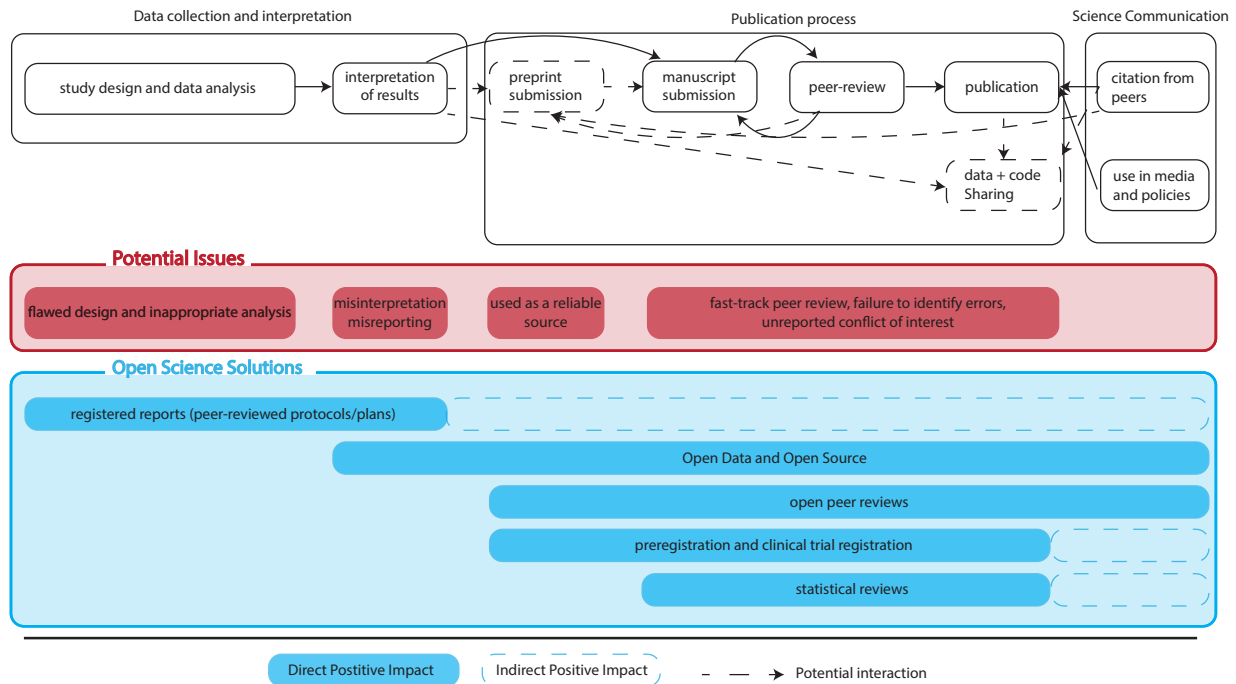 Data collection and interpretation
Publication process
Science Communication
study design and data analysis
interpretation
of results
preprint
submission
manuscript
submission
peer-review
publication
citation from
peers
data + code
Sharing
use in media
and policies
Potential Issues
flawed design and inappropriate analysis
misinterpretation
misreporting
used as a reliable
source
fast-track peer review, failure to identify errors,
unreported conflict of interest
Open Science Solutions
registered reports (peer-reviewed protocols/plans)
Open Data and Open Source
open peer reviews
preregistration and clinical trial registration
statistical reviews
Direct Postitive Impact
Indirect Positive Impact
Potential interaction